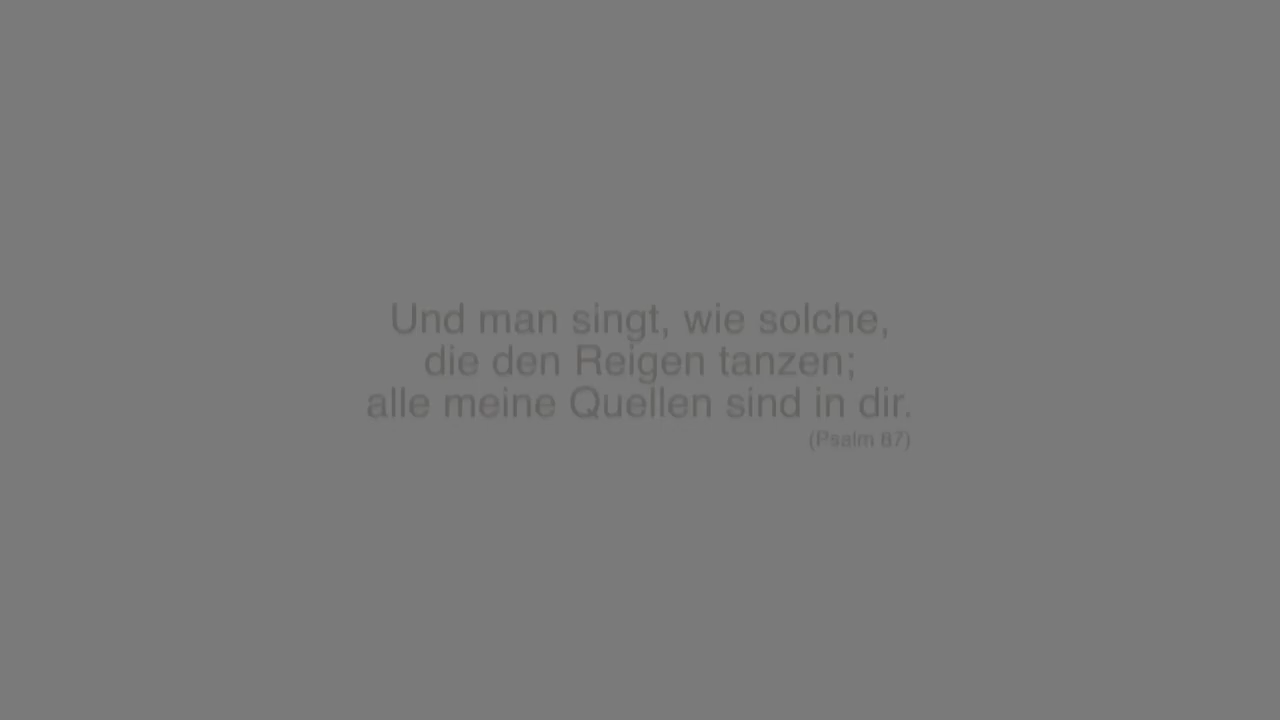 Und man singt, wie solche,
die den Reigen tanzen;
alle meine Quellen sind in dir.
(Psalm 87)